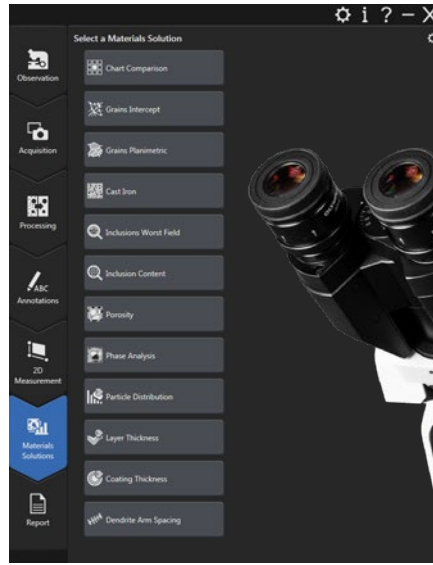 i ? – X
Select a Materials Solution
Observation
Acquisition
Processing
ABC
Annotations
2D
Measurement
Materials
Solutions
Report
Chart Comparison
Grains Intercept
Grains Planimetric
Cast Iron
Inclusions Worst Field
Inclusion Content
Porosity
Phase Analysis
Particle Distribution
Layer Thickness
Coating Thickness
Dendrite Arm Spacing